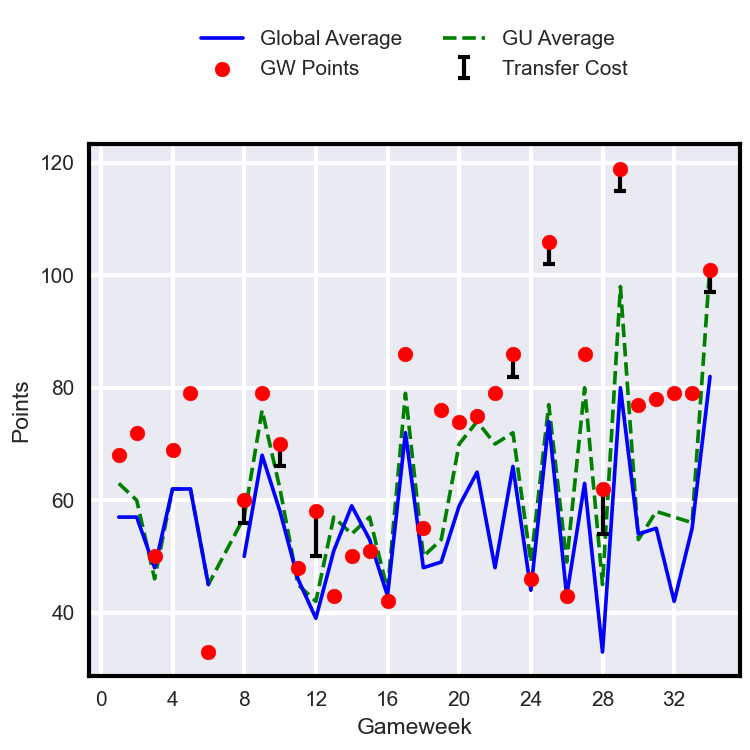 Global Average
GU Average
GW Points
Transfer Cost
120
100
80
60
40
Points
0 4 8 12 16 20 24 28 32
Gameweek